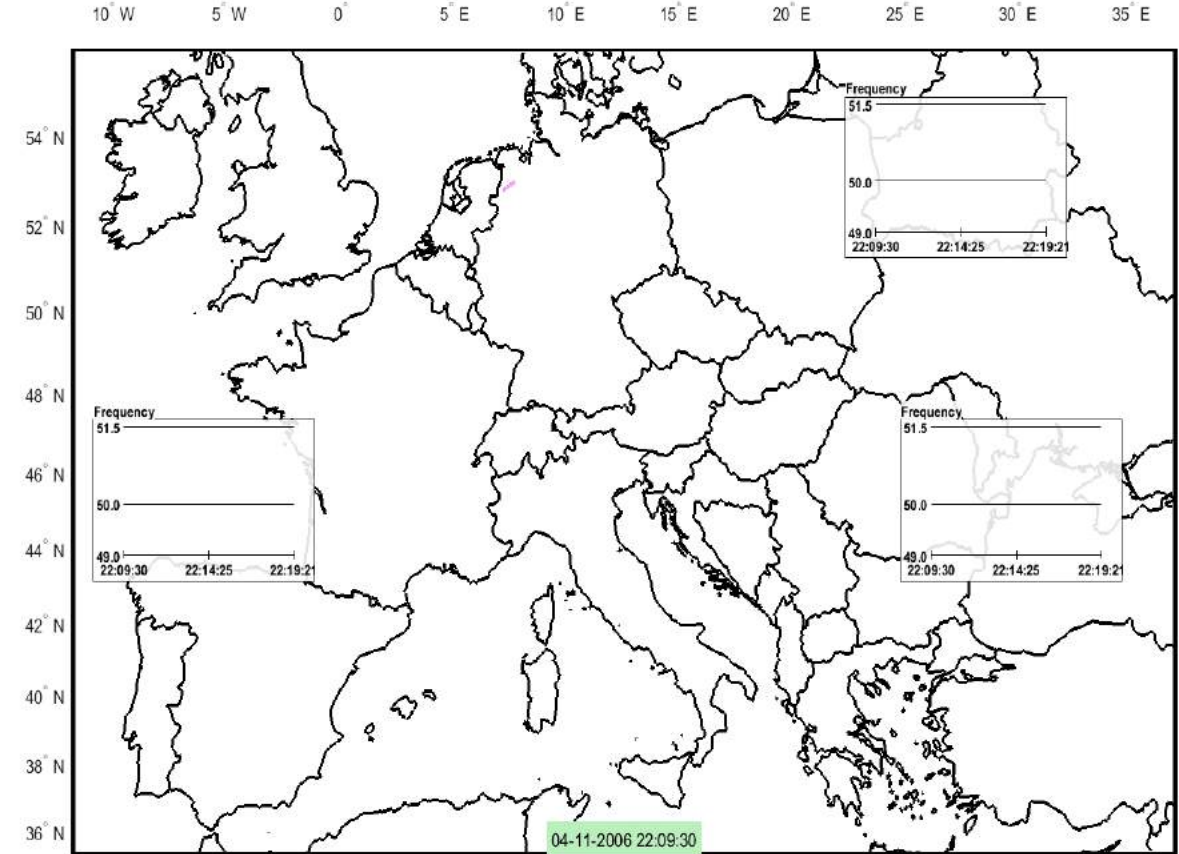 10° W 5° W 0° 5° E 10° E 15° E 20° E 25° E 30° E 35° E
54° N
52° N
50° N
48° N
46° N
44° N
42° N
40° N
38° N
36° N
Frequency
51.5
50.0
49.0
22:09:30 22:14:25 22:19:21
Frequency
51.5
50.0
49.0
22:09:30 22:14:25 22:19:21
Frequency
51.5
50.0
49.0
22:09:30 22:14:25 22:19:21
04-11-2006 22:09:30